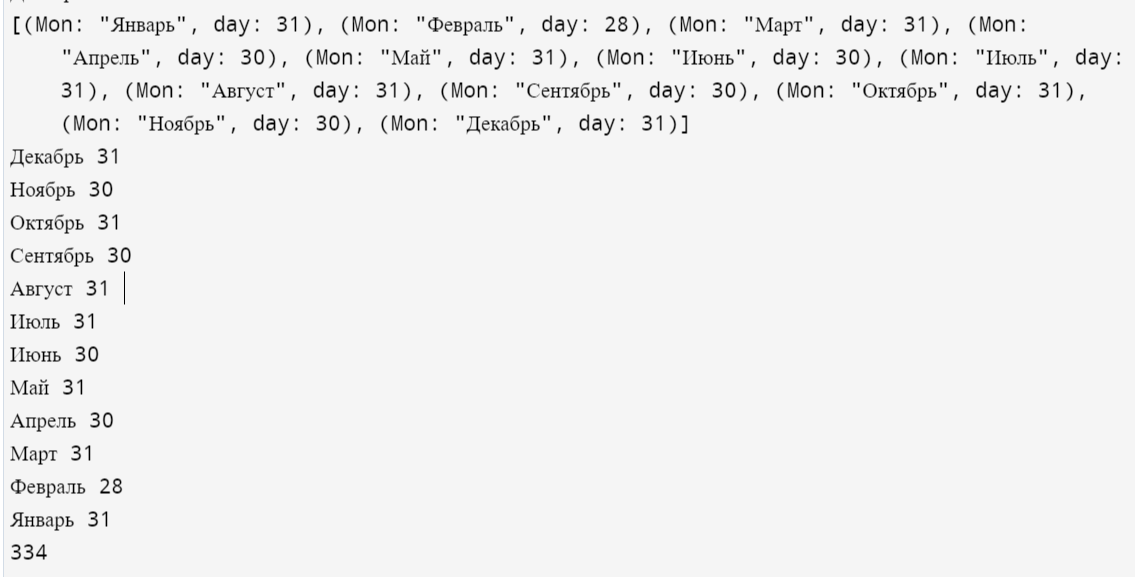 [(Mon: "Январь", day: 31), (Mon: "Февраль", day: 28), (Mon: "Март", day: 31), (Mon:
"Апрель", day: 30), (Mon: "Май", day: 31), (Mon: "Июнь", day: 30), (Mon: "Июль", day:
31), (Mon: "Август", day: 31), (Mon: "Сентябрь", day: 30), (Mon: "Октябрь", day: 31),
(Mon: "Ноябрь", day: 30), (Mon: "Декабрь", day: 31)]
Декабрь 31
Ноябрь 30
Октябрь 31
Сентябрь 30
Август 31
Июль 31
Июнь 30
Май 31
Апрель 30
Март 31
Февраль 28
Январь 31
334